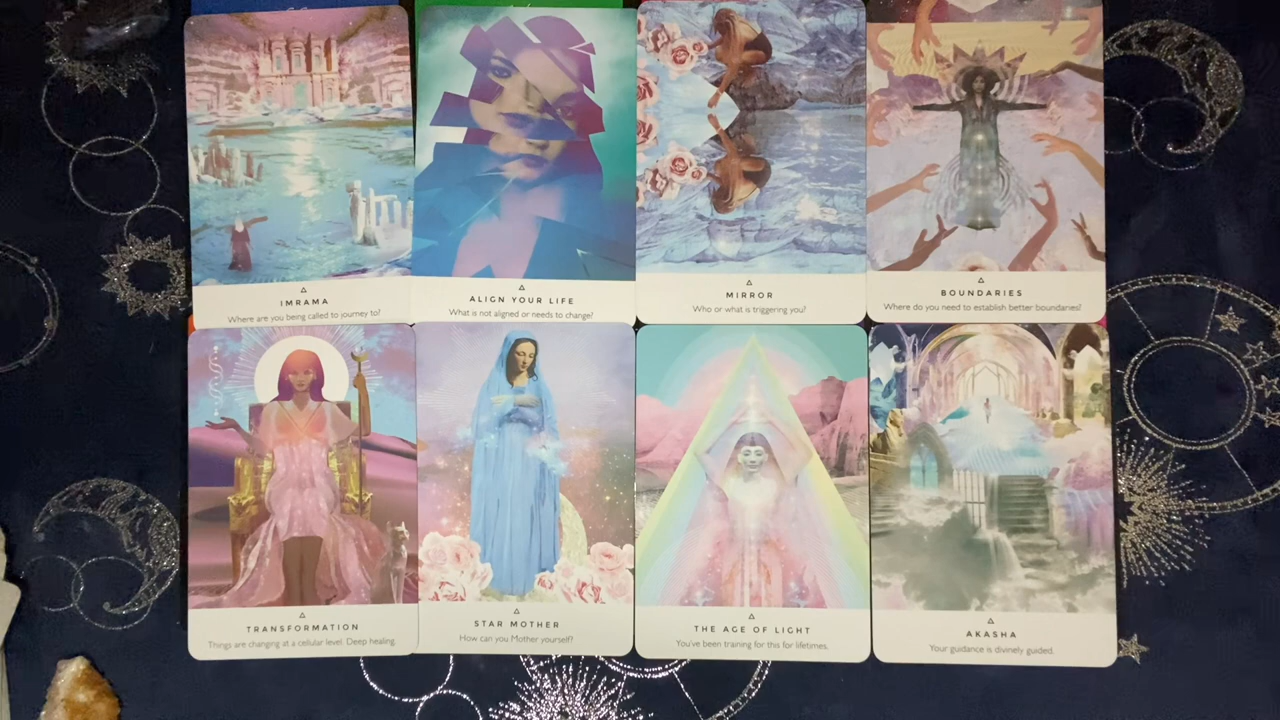 IMRAMA
Where are you being called to journey to?
ALIGN YOUR LIFE
What is not aligned or needs to change?
MIRROR
Who or what is triggering you?
BOUNDARIES
Where do you need to establish better boundaries?
TRANSFORMATION
Things are changing at a cellular level. Deep healing.
STAR MOTHER
How can you Mother yourself?
THE AGE OF LIGHT
You've been training for this for lifetimes.
AKASHA
Your guidance is divinely guided.